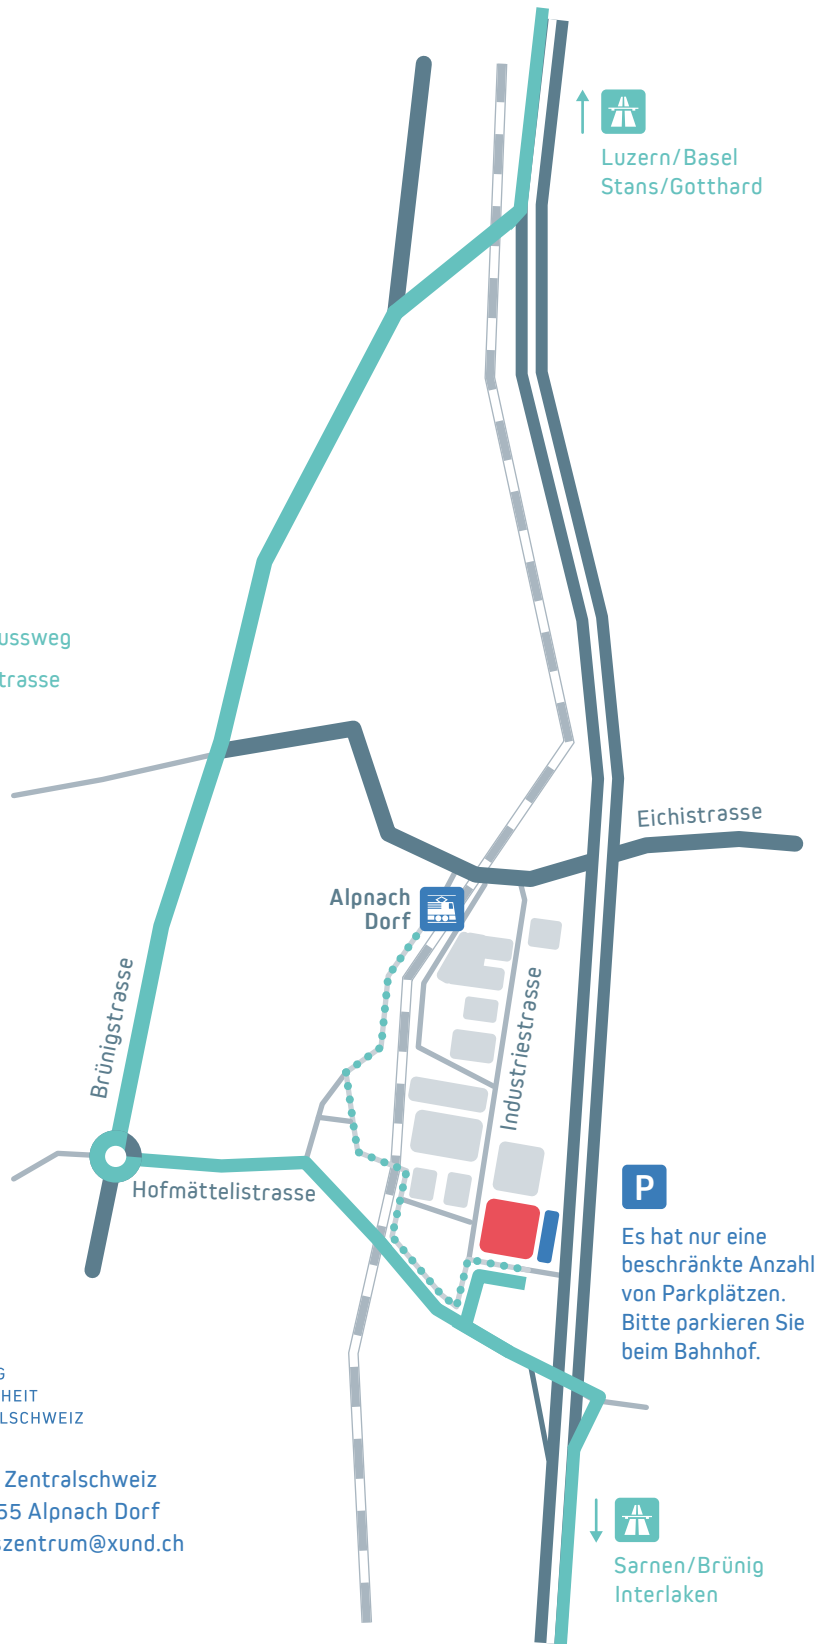 Luzern/Basel
Stans/Gotthard
ussweg
trasse
Eichistrasse
Alpnach
Dorf
Industriestrasse
Brünigstrasse
Hofmättelistrasse
P
Es hat nur eine
beschränkte Anzahl
von Parkplätzen.
Bitte parkieren Sie
beim Bahnhof.
G
HEIT
LSCHWEIZ
Zentralschweiz
55 Alpnach Dorf
szentrum@xund.ch
Sarnen/Brünig
Interlaken